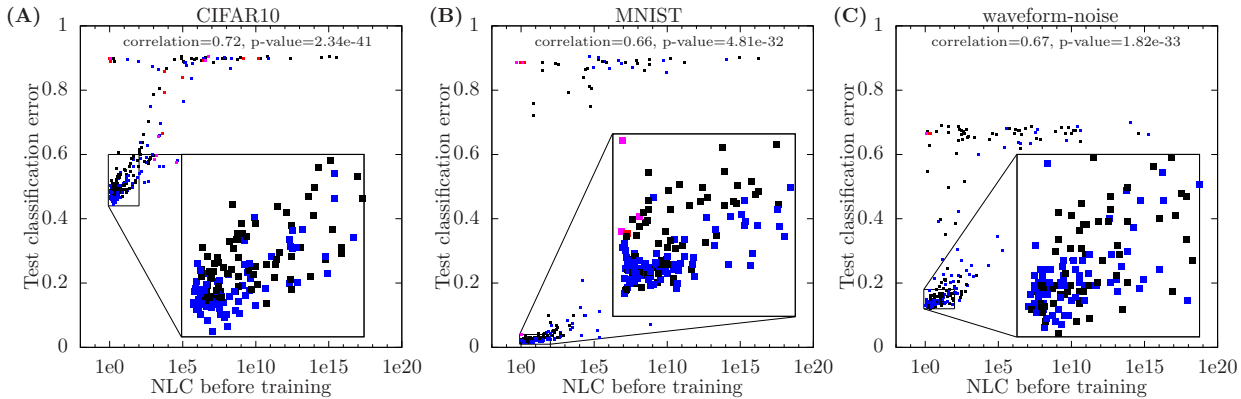 (A) CIFAR10
correlation=0.72, p-value=2.34e-41
Test classification error
1
0.8
0.6
0.4
0.2
0
1e0 1e5 1e10 1e15 1e20
NLC before training
(B) MNIST
correlation=0.66, p-value=4.81e-32
Test classification error
1
0.8
0.6
0.4
0.2
0
1e0 1e5 1e10 1e15 1e20
NLC before training
(C) waveform-noise
correlation=0.67, p-value=1.82e-33
Test classification error
1
0.8
0.6
0.4
0.2
0
1e0 1e5 1e10 1e15 1e20
NLC before training